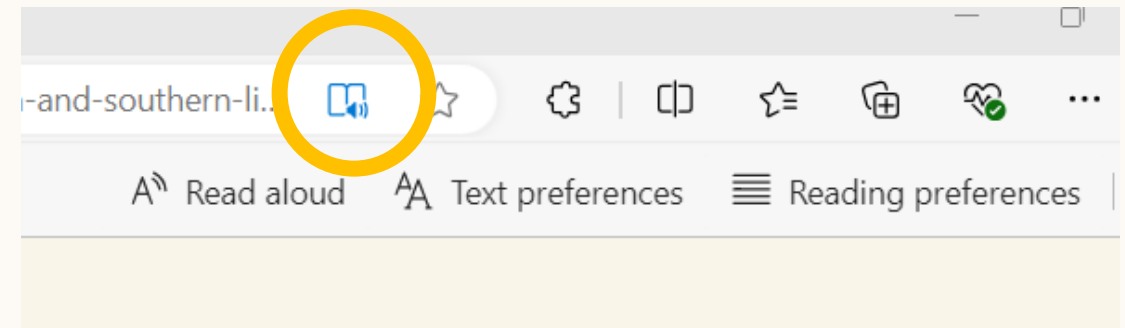 -and-southern-li..
Read aloud Text preferences Reading preferences